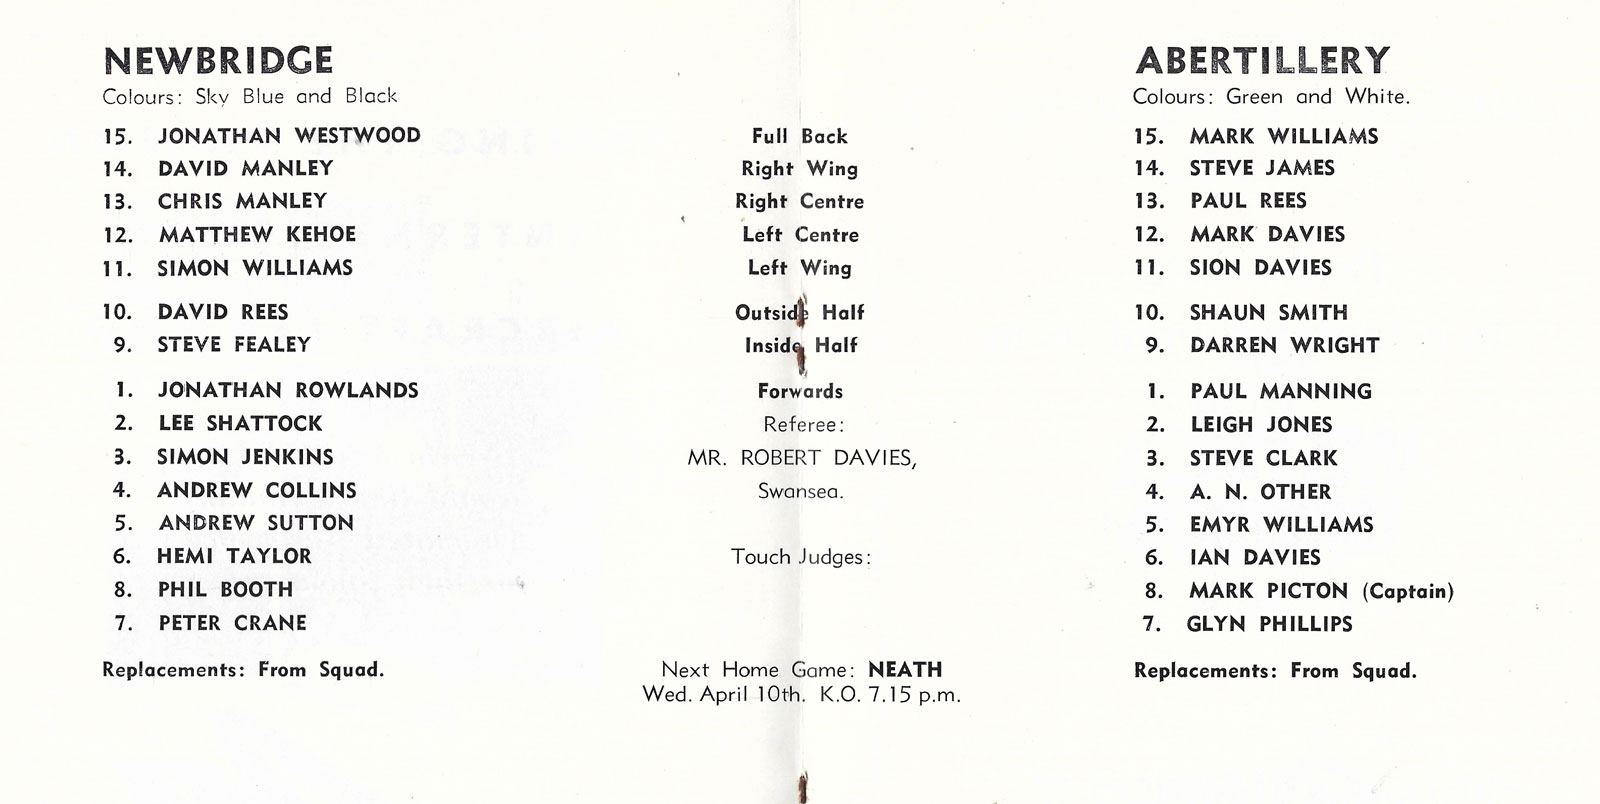 NEWBRIDGE
Colours: Sky Blue and Black
15. JONATHAN WESTWOOD
14. DAVID MANLEY
13. CHRIS MANLEY
12. MATTHEW KEHOE
11. SIMON WILLIAMS
10. DAVID REES
9. STEVE FEALEY
1. JONATHAN ROWLANDS
2. LEE SHATTOCK
3. SIMON JENKINS
4. ANDREW COLLINS
5. ANDREW SUTTON
6. HEMI TAYLOR
8. PHIL BOOTH
7. PETER CRANE
Replacements: From Squad.
Full Back
Right Wing
Right Centre
Left Centre
Left Wing
Outside Half
Inside Half
Forwards
Referee:
MR. ROBERT DAVIES,
Swansea.
Touch Judges:
Next Home Game: NEATH
Wed. April 10th. K.O. 7.15 p.m.
ABERTILLERY
Colours: Green and White.
15. MARK WILLIAMS
14. STEVE JAMES
13. PAUL REES
12. MARK DAVIES
11. SION DAVIES
10. SHAUN SMITH
9. DARREN WRIGHT
1. PAUL MANNING
2. LEIGH JONES
3. STEVE CLARK
4. A. N. OTHER
5. EMYR WILLIAMS
6. IAN DAVIES
8. MARK PICTON (Captain)
7. GLYN PHILLIPS
Replacements: From Squad.